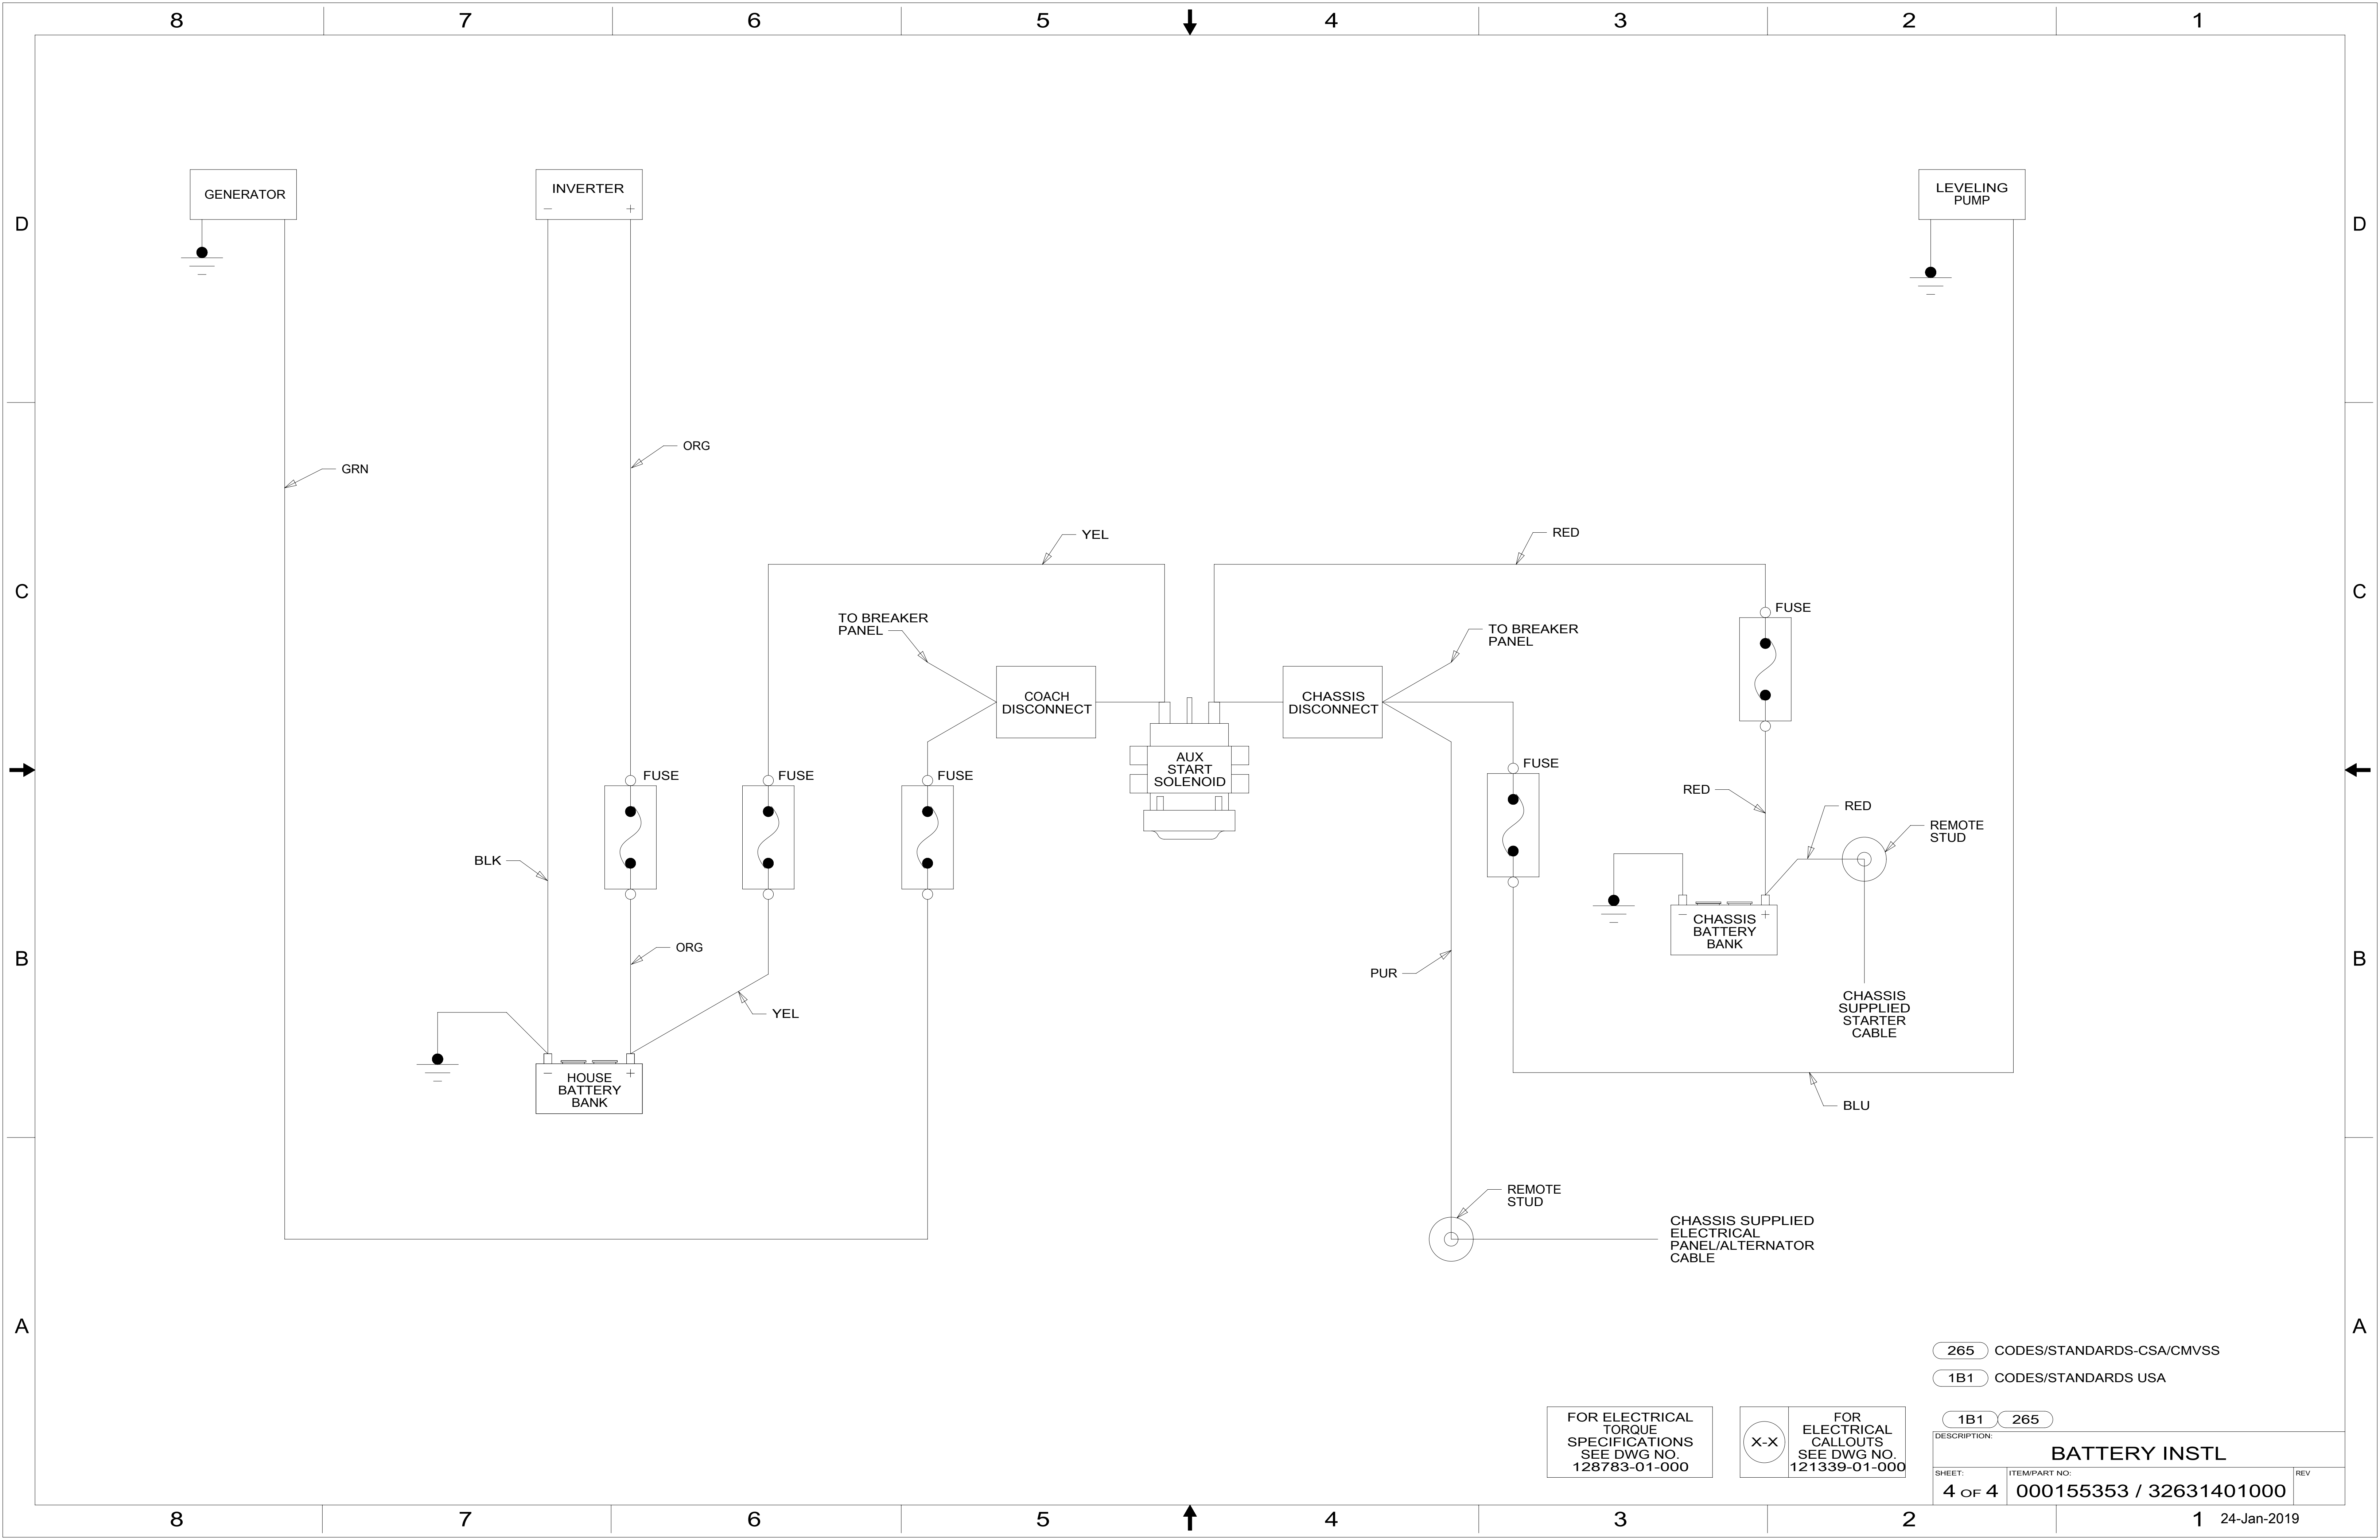 8 7 6 5 4 3 2 1
D
D
C
C
B
B
A
A
GENERATOR
INVERTER
− +
LEVELING
PUMP
GRN
ORG
YEL
RED
TO BREAKER
PANEL
TO BREAKER
PANEL
FUSE
COACH
DISCONNECT
CHASSIS
DISCONNECT
AUX
START
SOLENOID
FUSE
FUSE
FUSE
FUSE
RED
RED
REMOTE
STUD
BLK
ORG
YEL
PUR
− +
CHASSIS
BATTERY
BANK
CHASSIS
SUPPLIED
STARTER
CABLE
− +
HOUSE
BATTERY
BANK
BLU
REMOTE
STUD
CHASSIS SUPPLIED
ELECTRICAL
PANEL/ALTERNATOR
CABLE
265 CODES/STANDARDS-CSA/CMVSS
1B1 CODES/STANDARDS USA
FOR ELECTRICAL
TORQUE
SPECIFICATIONS
SEE DWG NO.
128783-01-000
X-X
FOR
ELECTRICAL
CALLOUTS
SEE DWG NO.
121339-01-000
1B1 265
DESCRIPTION:
BATTERY INSTL
SHEET:
4 OF 4
ITEM/PART NO:
000155353 / 32631401000
REV
8 7 6 5 4 3 2 1
24-Jan-2019